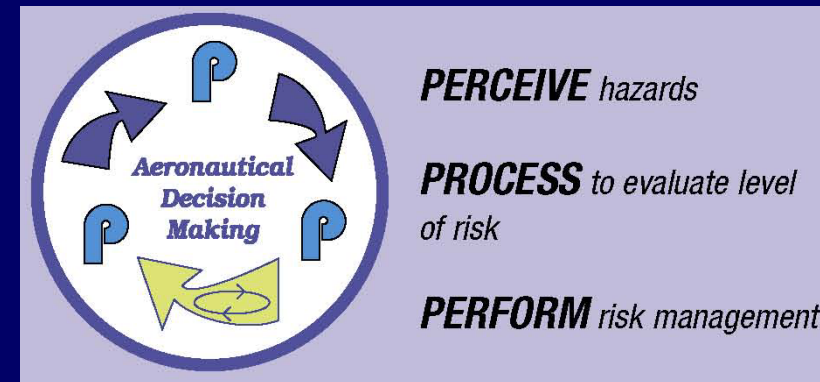 P
Aeronautical
Decision
Making
P
P
PERCEIVE hazards
PROCESS to evaluate level
of risk
PERFORM risk management